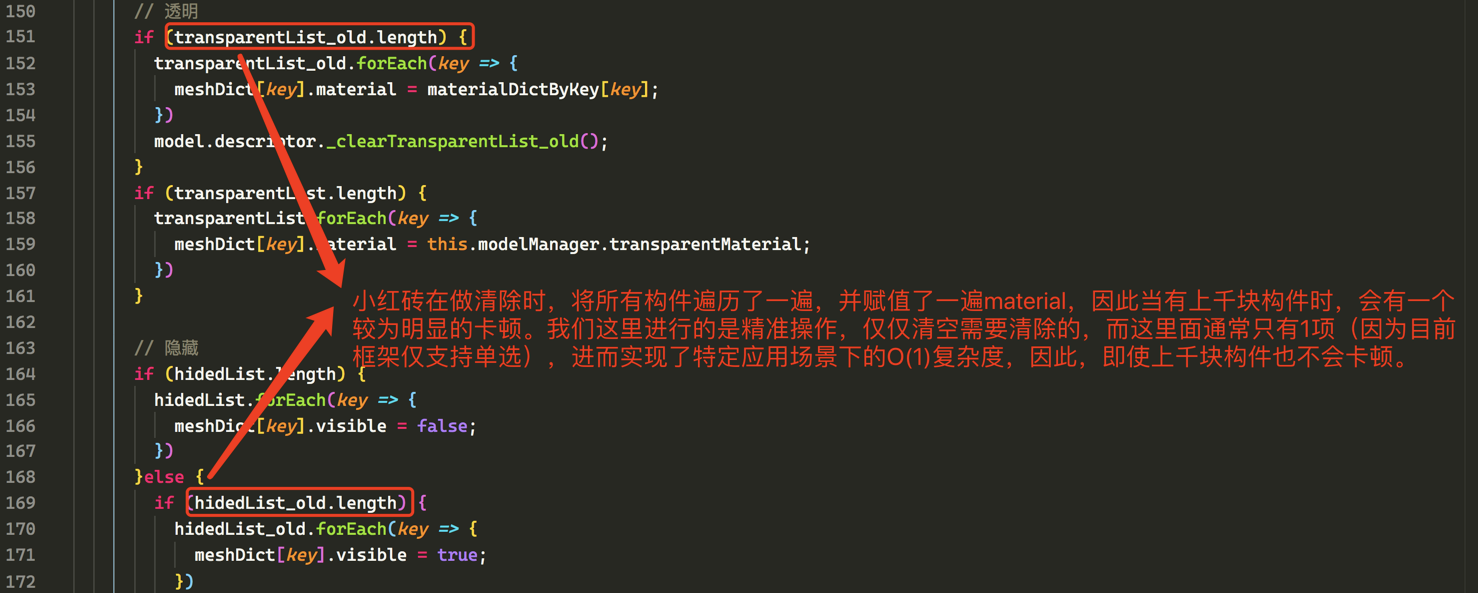 150 // 透明
151 if (transparentList_old.length) {
152 transparentList_old.forEach(key => {
153 meshDict[key].material = materialDictByKey[key];
154 })
155 model.descriptor._clearTransparentList_old();
156 }
157 if (transparentList.length) {
158 transparentList.forEach(key => {
159 meshDict[key].material = this.modelManager.transparentMaterial;
160 })
161 }
小红砖在做清除时，将所有构件遍历了一遍，并赋值了一遍material，因此当有上千块构件时，会有一个
162
较为明显的卡顿。我们这里进行的是精准操作，仅仅清空需要清除的，而这里面通常只有1项（因为目前
163 // 隐藏
框架仅支持单选），进而实现了特定应用场景下的O(1)复杂度，因此，即使上千块构件也不会卡顿。
164 if (hidedList.length) {
165 hidedList.forEach(key => {
166 meshDict[key].visible = false;
167 })
168 }else {
169 if (hidedList_old.length) {
170 hidedList_old.forEach(key => {
171 meshDict[key].visible = true;
172 })